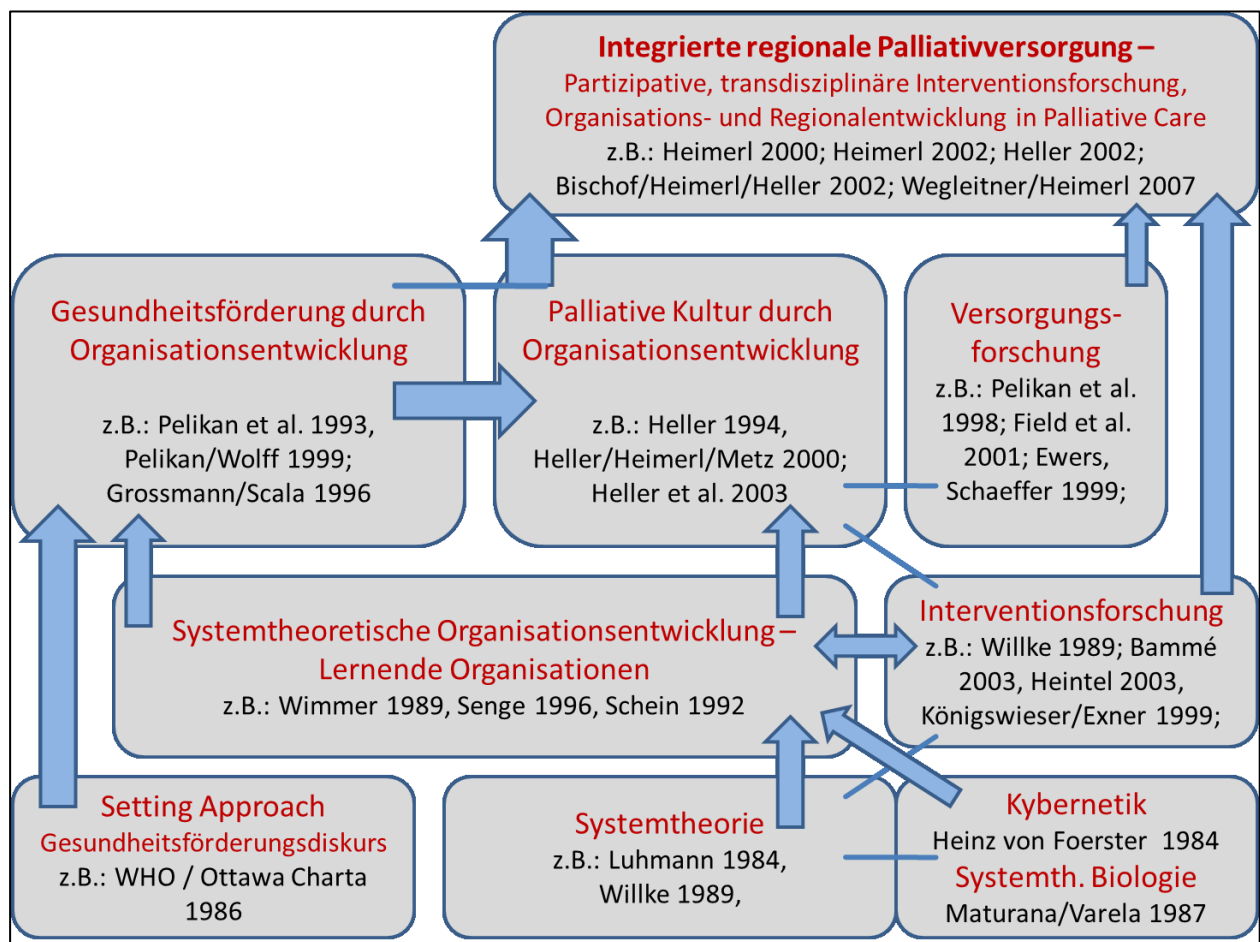 Integrierte regionale Palliativversorgung –
Partizipative, transdisziplinäre Interventionsforschung,
Organisations- und Regionalentwicklung in Palliative Care
z.B.: Heimerl 2000; Heimerl 2002; Heller 2002;
Bischof/Heimerl/Heller 2002; Wegleitner/Heimerl 2007
Gesundheitsförderung durch
Organisationsentwicklung
z.B.: Pelikan et al. 1993,
Pelikan/Wolff 1999;
Grossmann/Scala 1996
Palliative Kultur durch
Organisationsentwicklung
z.B.: Heller 1994,
Heller/Heimerl/Metz 2000;
Heller et al. 2003
Versorgungs-
forschung
z.B.: Pelikan et al.
1998; Field et al.
2001; Ewers,
Schaeffer 1999;
Systemtheoretische Organisationsentwicklung –
Lernende Organisationen
z.B.: Wimmer 1989, Senge 1996, Schein 1992
Interventionsforschung
z.B.: Willke 1989; Bammé
2003, Heintel 2003,
Königswieser/Exner 1999;
Setting Approach
Gesundheitsförderungsdiskurs
z.B.: WHO / Ottawa Charta
1986
Systemtheorie
z.B.: Luhmann 1984,
Willke 1989,
Kybernetik
Heinz von Foerster 1984
Systemth. Biologie
Maturana/Varela 1987